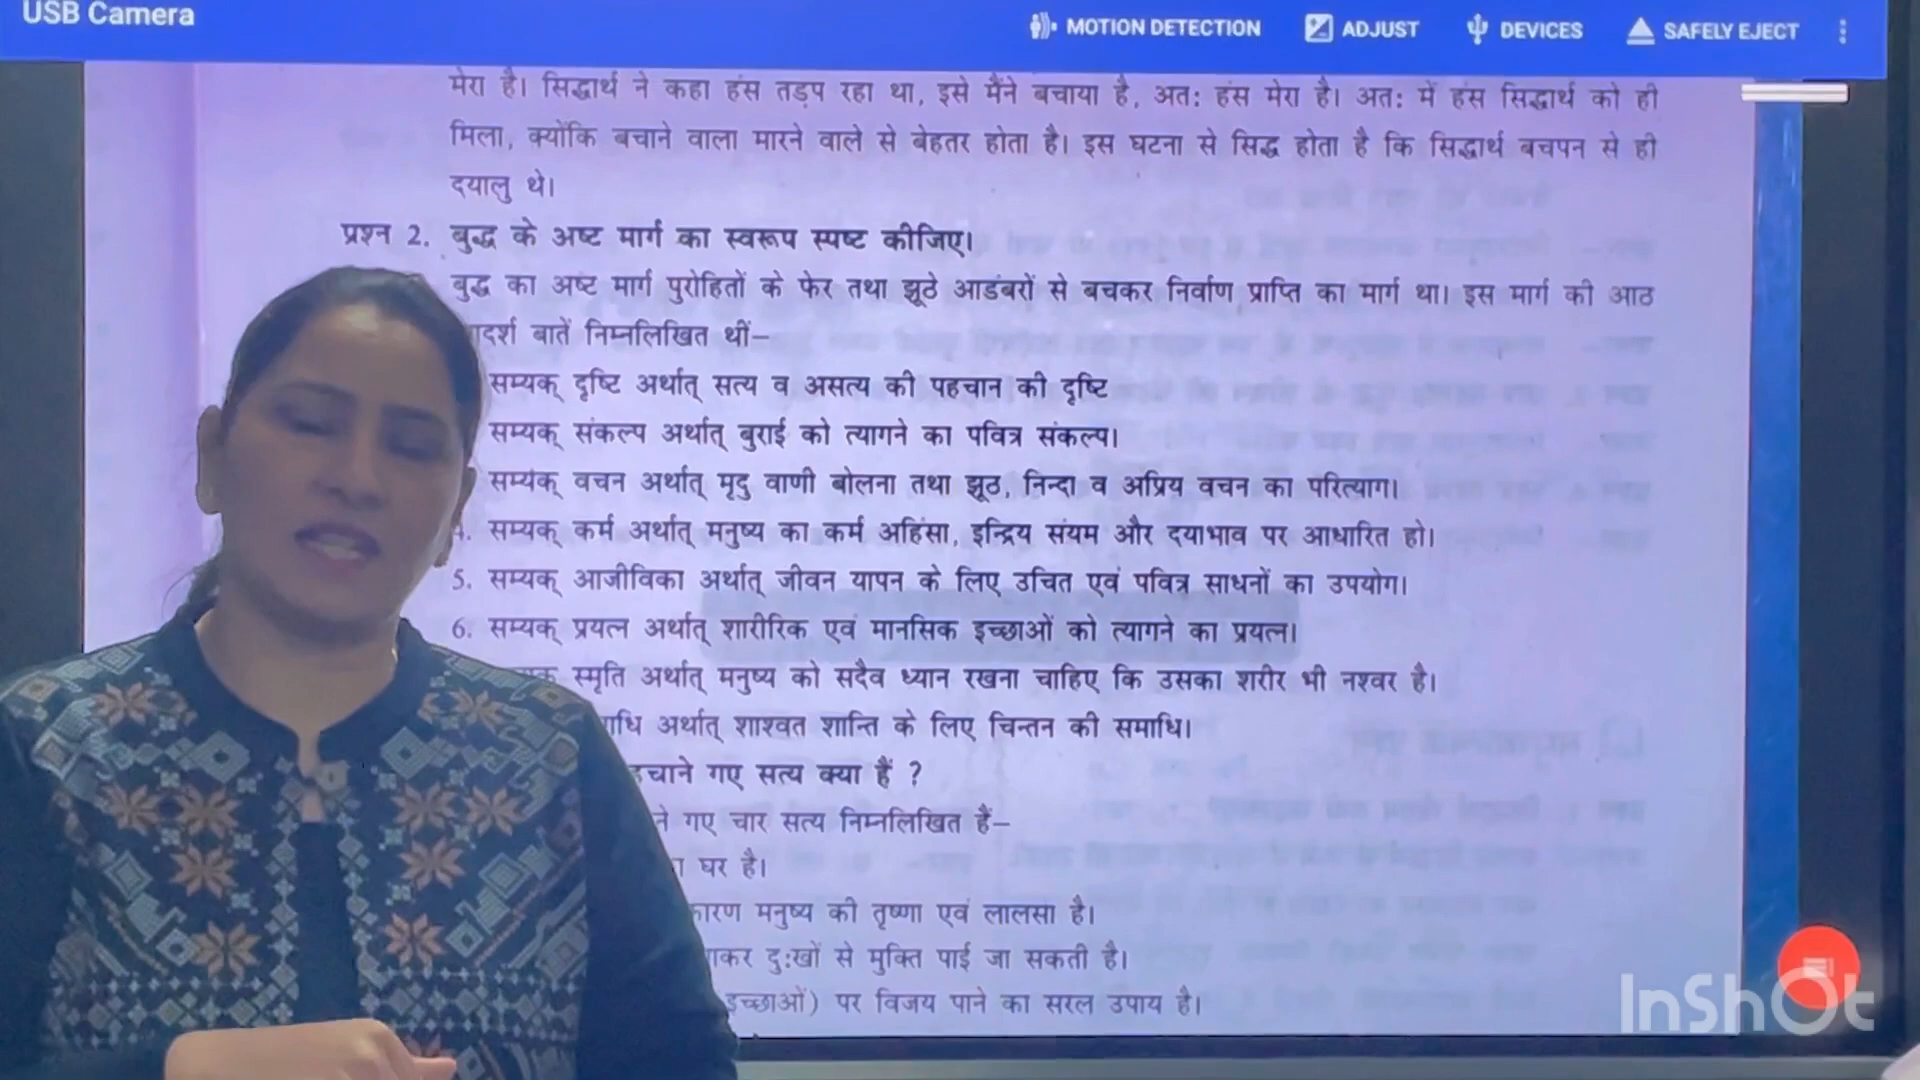 USB Camera
MOTION DETECTION ADJUST DEVICES SAFELY EJECT
मेरा है। सिद्धार्थ ने कहा हंस तड़प रहा था, इसे मैंने बचाया है, अतः हंस मेरा है। अतः में हंस सिद्धार्थ को ही
मिला, क्योंकि बचाने वाला मारने वाले से बेहतर होता है। इस घटना से सिद्ध होता है कि सिद्धार्थ बचपन से ही
दयालु थे।
प्रश्न 2. बुद्ध के अष्ट मार्ग का स्वरूप स्पष्ट कीजिए।
बुद्ध का अष्ट मार्ग पुरोहितों के फेर तथा झूठे आडंबरों से बचकर निर्वाण प्राप्ति का मार्ग था। इस मार्ग की आठ
बातें निम्नलिखित थीं–
सम्यक् दृष्टि अर्थात् सत्य व असत्य की पहचान की दृष्टि
सम्यक् संकल्प अर्थात् बुराई को त्यागने का पवित्र संकल्प।
सम्यक् वचन अर्थात् मृदु वाणी बोलना तथा झूठ, निन्दा व अप्रिय वचन का परित्याग।
4. सम्यक् कर्म अर्थात् मनुष्य का कर्म अहिंसा, इन्द्रिय संयम और दयाभाव पर आधारित हो।
5. सम्यक् आजीविका अर्थात् जीवन यापन के लिए उचित एवं पवित्र साधनों का उपयोग।
6. सम्यक् प्रयत्न अर्थात् शारीरिक एवं मानसिक इच्छाओं को त्यागने का प्रयत्न।
स्मृति अर्थात् मनुष्य को सदैव ध्यान रखना चाहिए कि उसका शरीर भी नश्वर है।
अर्थात् शाश्वत शान्ति के लिए चिन्तन की समाधि।
गए सत्य क्या हैं ?
गए चार सत्य निम्नलिखित हैं–
घर है।
कारण मनुष्य की तृष्णा एवं लालसा है।
दुःखों से मुक्ति पाई जा सकती है।
इच्छाओं) पर विजय पाने का सरल उपाय है।
InShOt